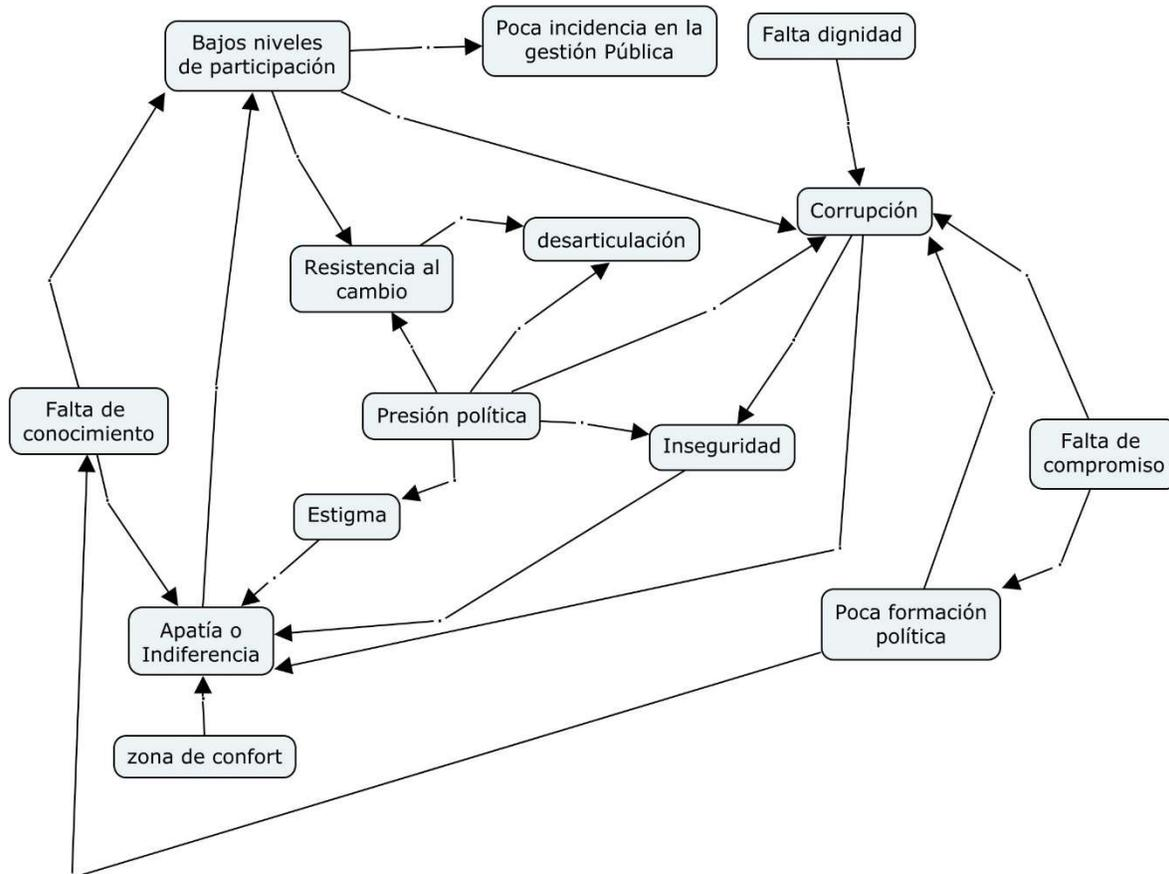 Bajos niveles
de participación
Poca incidencia en la
gestión Pública
Falta dignidad
Corrupción
desarticulación
Resistencia al
cambio
Falta de
conocimiento
Presión política
Inseguridad
Falta de
compromiso
Estigma
Apatía o
Indiferencia
Poca formación
política
zona de confort